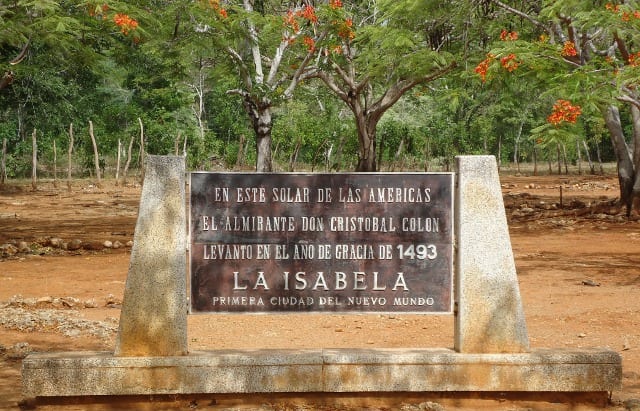 EN ESTE SOLAR DE LAS AMERICAS
EL ALMIRANTE DON CRISTOBAL COLON
LEVANTO EN EL AÑO DE GRACIA DE 1493
LA ISABELA
PRIMERA CIUDAD DEL NUEVO MUNDO